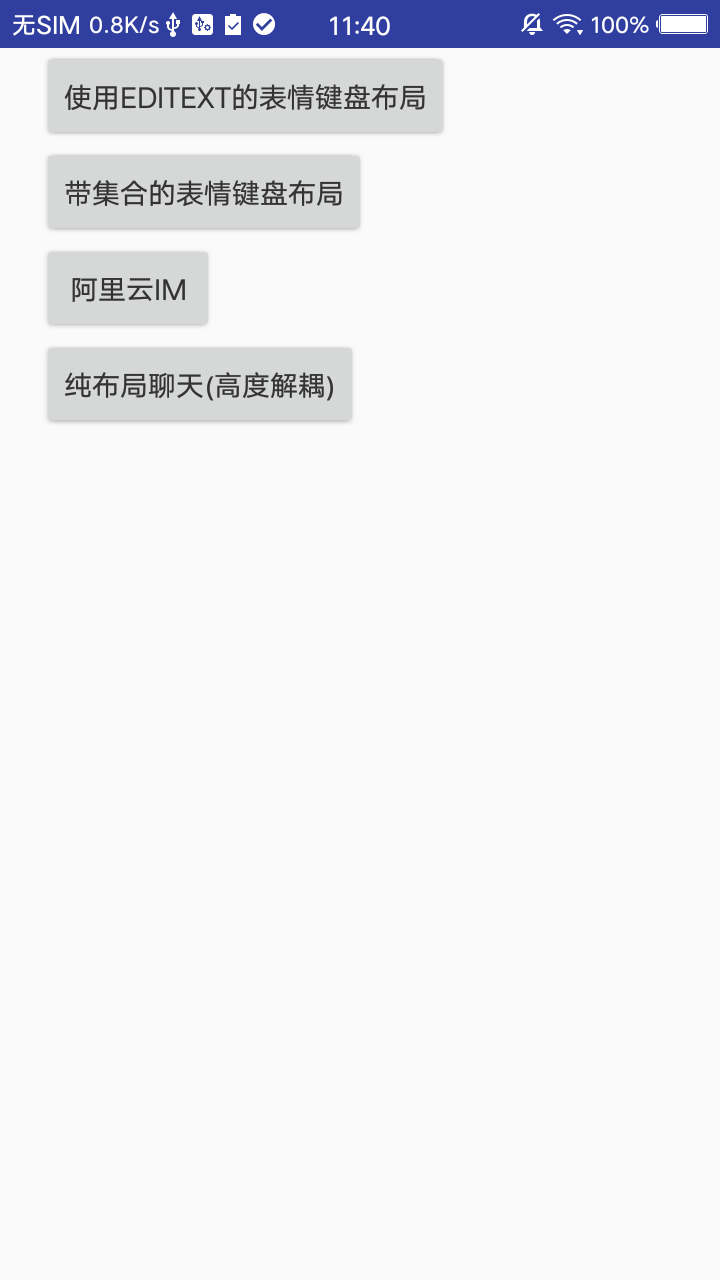 无SIM 0.8K/s 11:40 100%
使用EDITEXT的表情键盘布局
带集合的表情键盘布局
阿里云IM
纯布局聊天(高度解耦)